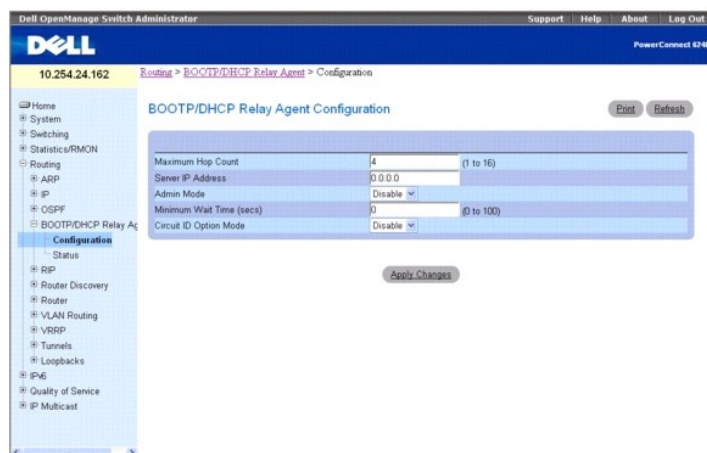 Dell OpenManage Switch Administrator
Support Help About Log Out
DELL
PowerConnect 6248
10.254.24.162
Routing > BOOTP/DHCP Relay Agent > Configuration
Home
System
Switching
Statistics/RMON
Routing
ARP
IP
OSPF
BOOTP/DHCP Relay Ag
Configuration
Status
RIP
Router Discovery
Router
VLAN Routing
VRRP
Tunnels
Loopbacks
IPv6
Quality of Service
IP Multicast
BOOTP/DHCP Relay Agent Configuration
Print Refresh
Maximum Hop Count 4 (1 to 16)
Server IP Address 0.0.0.0
Admin Mode Disable
Minimum Wait Time (secs) 0 (0 to 100)
Circuit ID Option Mode Disable
Apply Changes